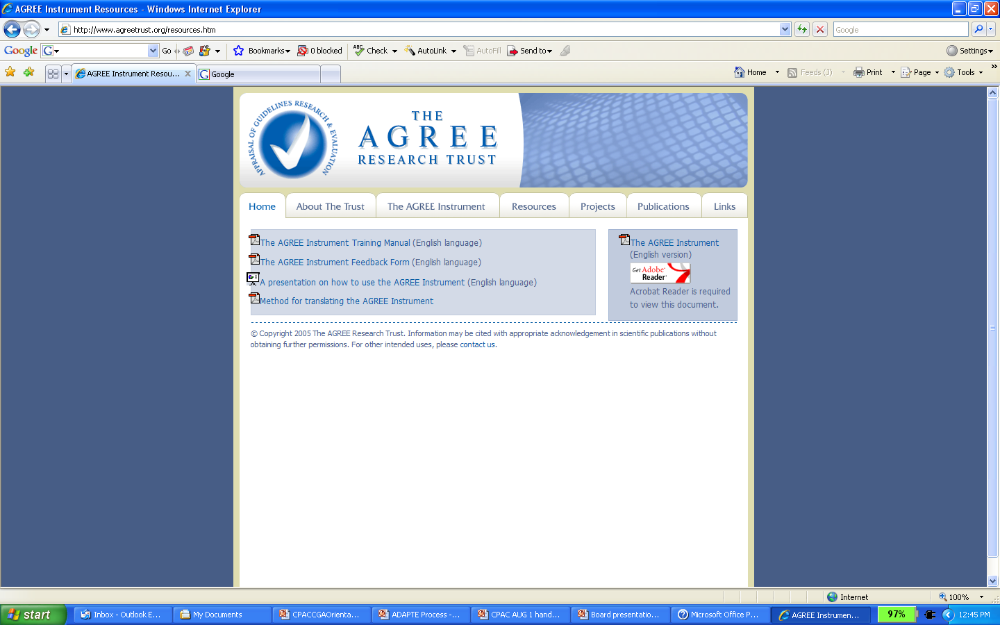 AGREE Instrument Resources - Windows Internet Explorer
http://www.agreetrust.org/resources.htm
Google
Google G Go Bookmarks 0 blocked ABC Check AutoLink AutoFill Send to Settings
AGREE Instrument Resou... Google Home Feeds (J) Print Page Tools »
APPRAISAL OF GUIDELINES RESEARCH & EVALUATION
THE
AGREE
RESEARCH TRUST
Home About The Trust The AGREE Instrument Resources Projects Publications Links
The AGREE Instrument Training Manual (English language)
The AGREE Instrument Feedback Form (English language)
A presentation on how to use the AGREE Instrument (English language)
Method for translating the AGREE Instrument
The AGREE Instrument
(English version)
Get Adobe
Reader
Acrobat Reader is required
to view this document.
© Copyright 2005 The AGREE Research Trust. Information may be cited with appropriate acknowledgement in scientific publications without
obtaining further permissions. For other intended uses, please contact us.
Internet 100%
start Inbox - Outlook E... My Documents CPACCGAOrienta... ADAPTE Process -... CPAC AUG 1 hand... Board presentatio... Microsoft Office P... AGREE Instrumen... 97% 12:45 PM